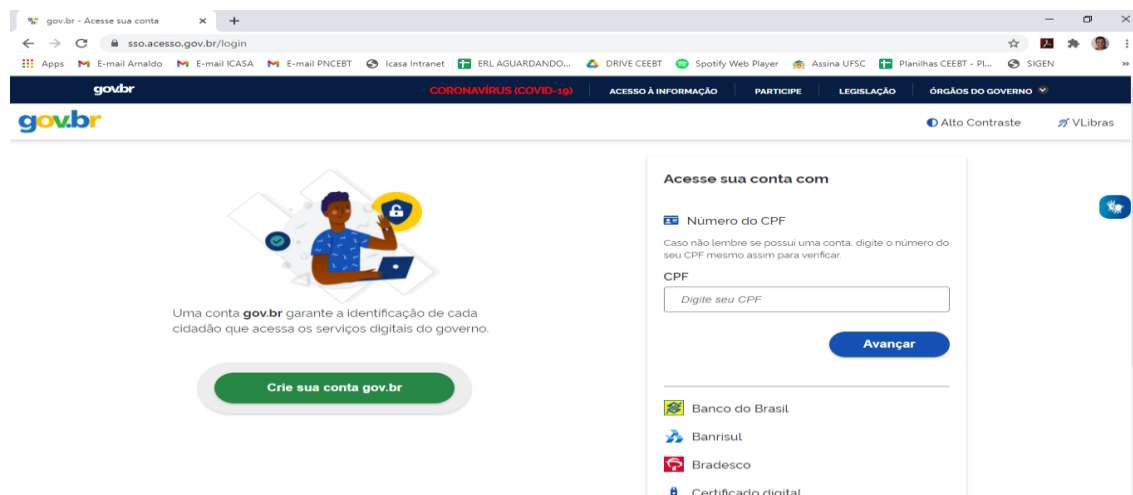 gov.br - Acesse sua conta
sso.acesso.gov.br/login
Apps E-mail Arnaldo E-mail ICASA E-mail PNCEBT Icasa Intranet ERL AGUARDANDO... DRIVE CEEBT Spotify Web Player Assina UFSC Planilhas CEEBT - Pl... SIGEN »
gov.br CORONAVÍRUS (COVID-19) ACESSO À INFORMAÇÃO PARTICIPE LEGISLAÇÃO ÓRGÃOS DO GOVERNO
gov.br Alto Contraste VLibras
Uma conta gov.br garante a identificação de cada
cidadão que acessa os serviços digitais do governo.
Crie sua conta gov.br
Acesse sua conta com
Número do CPF
Caso não lembre se possui uma conta, digite o número do
seu CPF mesmo assim para verificar.
CPF
Digite seu CPF
Avançar
Banco do Brasil
Banrisul
Bradesco
Certificado digital